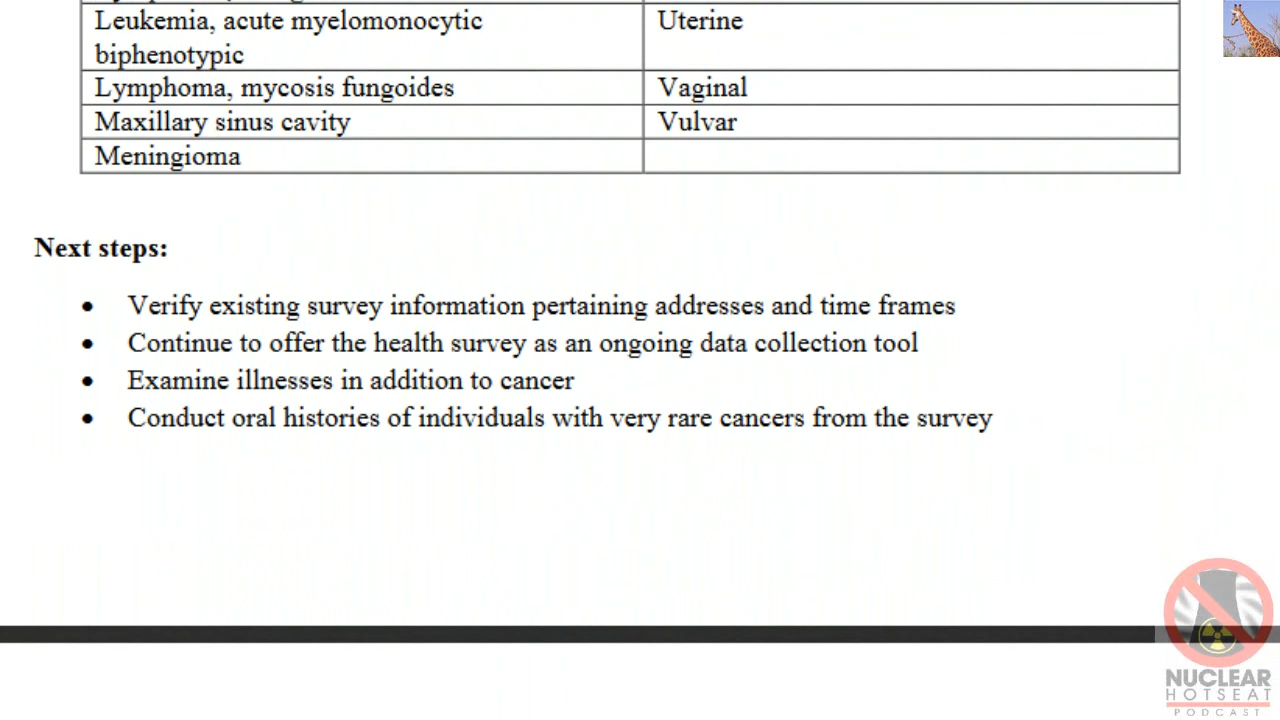 Leukemia, acute myelomonocytic
biphenotypic
Uterine
Lymphoma, mycosis fungoides
Vaginal
Maxillary sinus cavity
Vulvar
Meningioma
Next steps:
• Verify existing survey information pertaining addresses and time frames
• Continue to offer the health survey as an ongoing data collection tool
• Examine illnesses in addition to cancer
• Conduct oral histories of individuals with very rare cancers from the survey
NUCLEAR
HOTSEAT
PODCAST